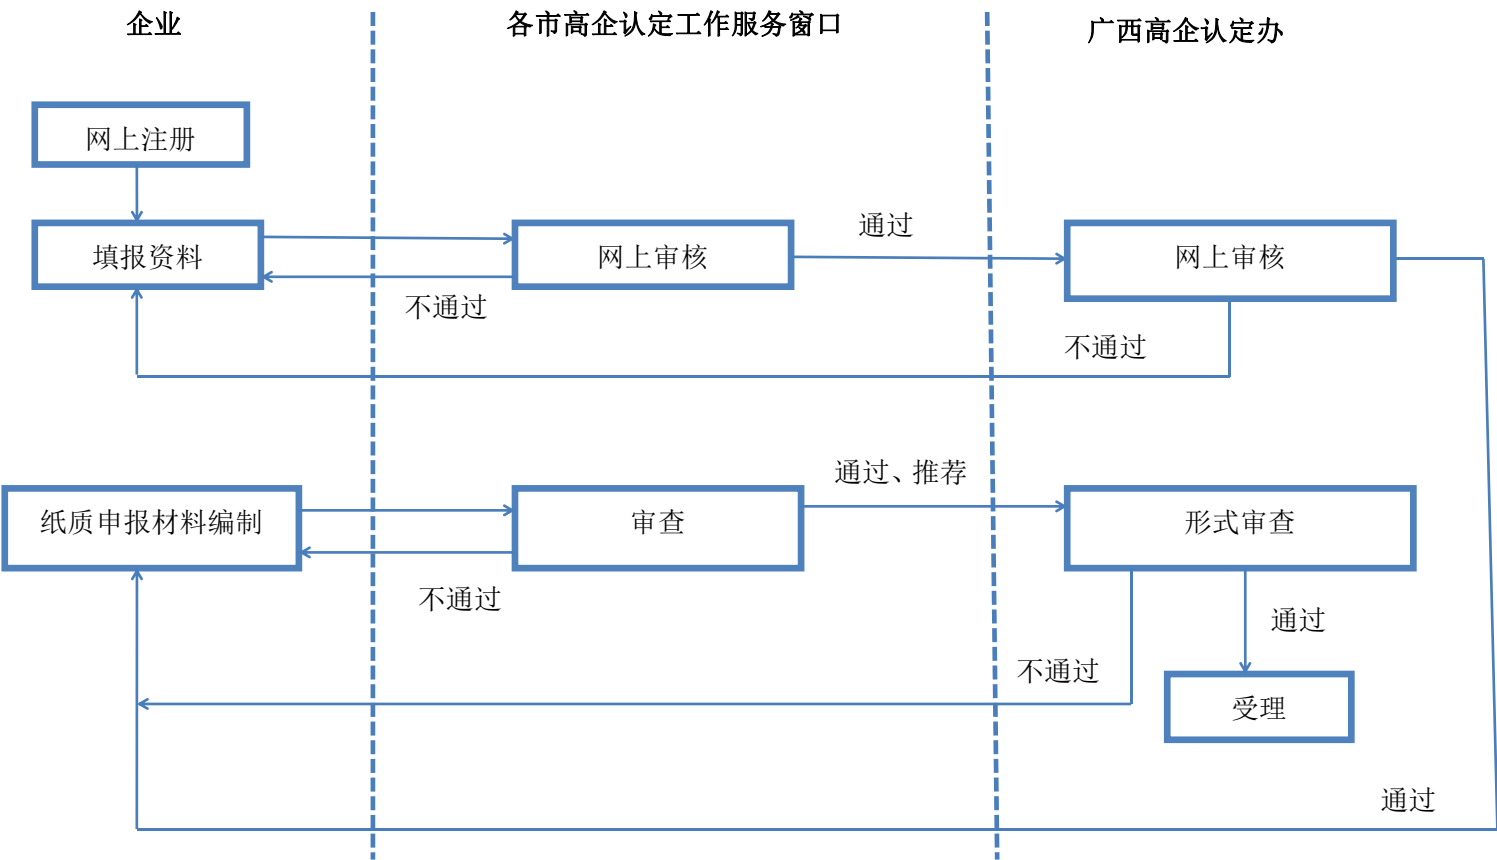 企业
各市高企认定工作服务窗口
广西高企认定办
网上注册
填报资料
网上审核
通过
网上审核
不通过
不通过
纸质申报材料编制
审查
通过、推荐
形式审查
不通过
通过
不通过
受理
通过